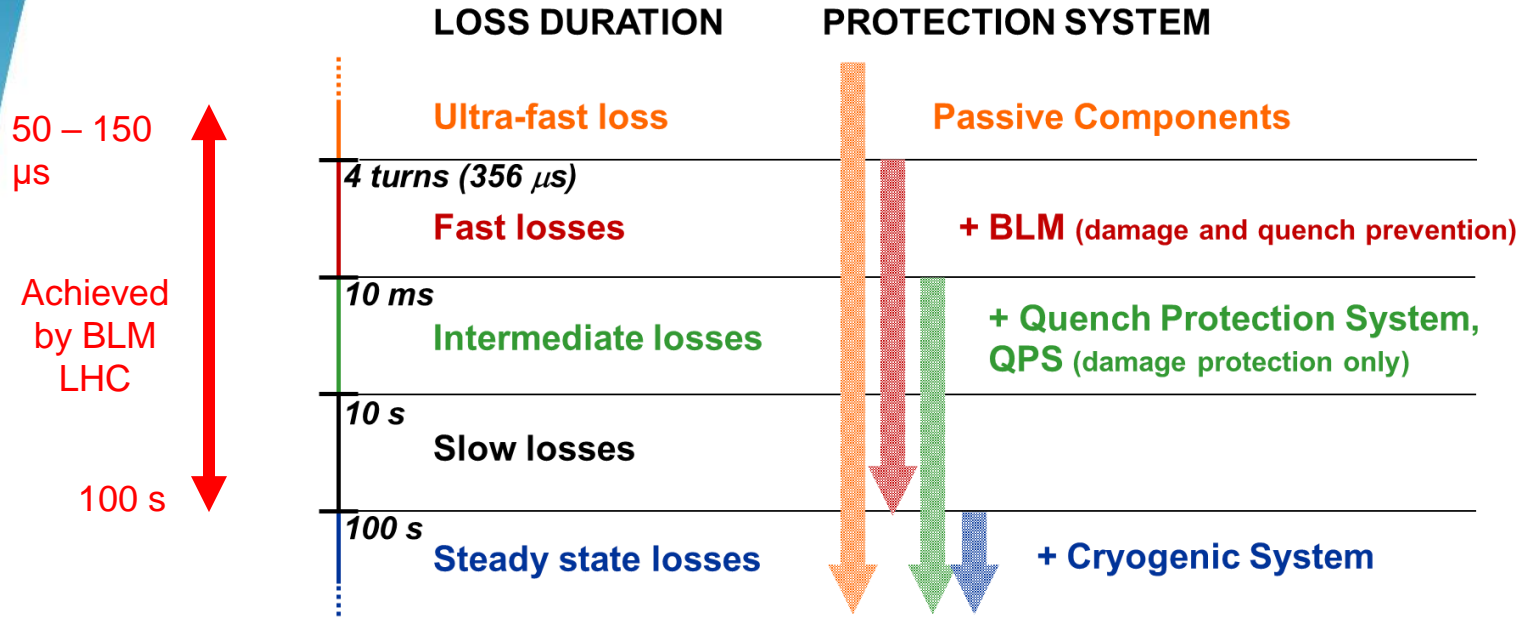 LOSS DURATION
PROTECTION SYSTEM
50 – 150
µs
Ultra-fast loss
Passive Components
4 turns (356 µs)
Fast losses
+ BLM (damage and quench prevention)
Achieved
by BLM
LHC
10 ms
Intermediate losses
+ Quench Protection System,
QPS (damage protection only)
10 s
Slow losses
100 s
100 s
Steady state losses
+ Cryogenic System